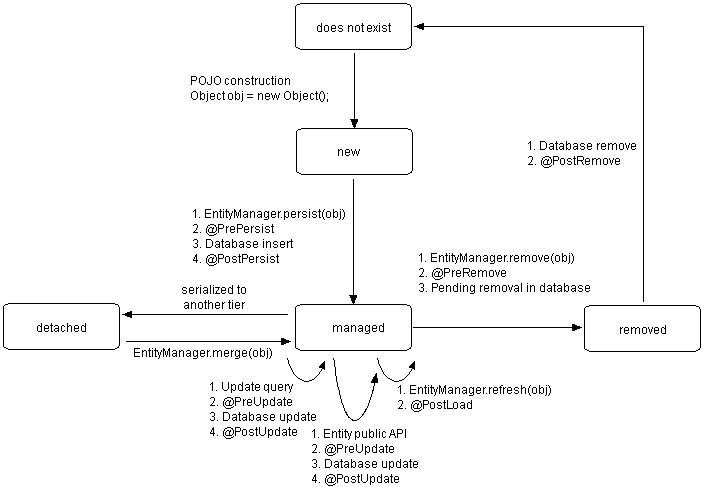 does not exist
POJO construction
Object obj = new Object();
new
1. Database remove
2. @PostRemove
1. EntityManager.persist(obj)
2. @PrePersist
3. Database insert
4. @PostPersist
1. EntityManager.remove(obj)
2. @PreRemove
3. Pending removal in database
serialized to
another tier
detached
managed
removed
EntityManager.merge(obj)
1. Update query
2. @PreUpdate
3. Database update
4. @PostUpdate
1. EntityManager.refresh(obj)
2. @PostLoad
1. Entity public API
2. @PreUpdate
3. Database update
4. @PostUpdate